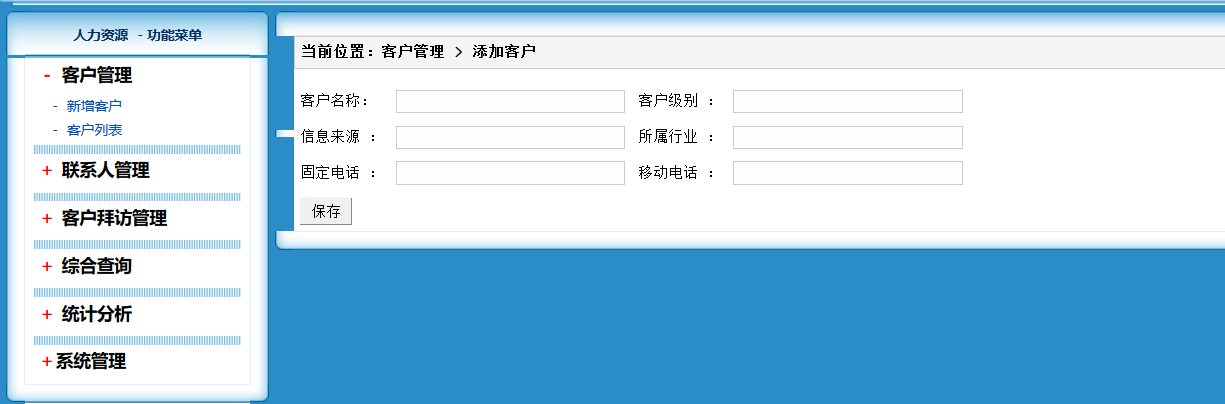 人力资源 - 功能菜单
- 客户管理
- 新增客户
- 客户列表
+ 联系人管理
+ 客户拜访管理
+ 综合查询
+ 统计分析
+ 系统管理
当前位置：客户管理 > 添加客户
客户名称： 客户级别 ：
信息来源 ： 所属行业 ：
固定电话 ： 移动电话 ：
保存